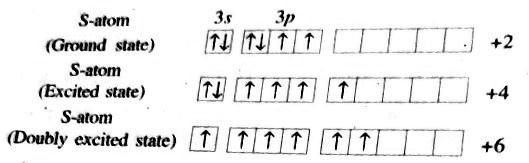 S-atom 3s 3p
(Ground state) ↑↓ ↑↓ ↑ ↑ +2
S-atom
(Excited state) ↑↓ ↑ ↑ ↑ ↑ +4
S-atom
(Doubly excited state) ↑ ↑ ↑ ↑ ↑ ↑ +6